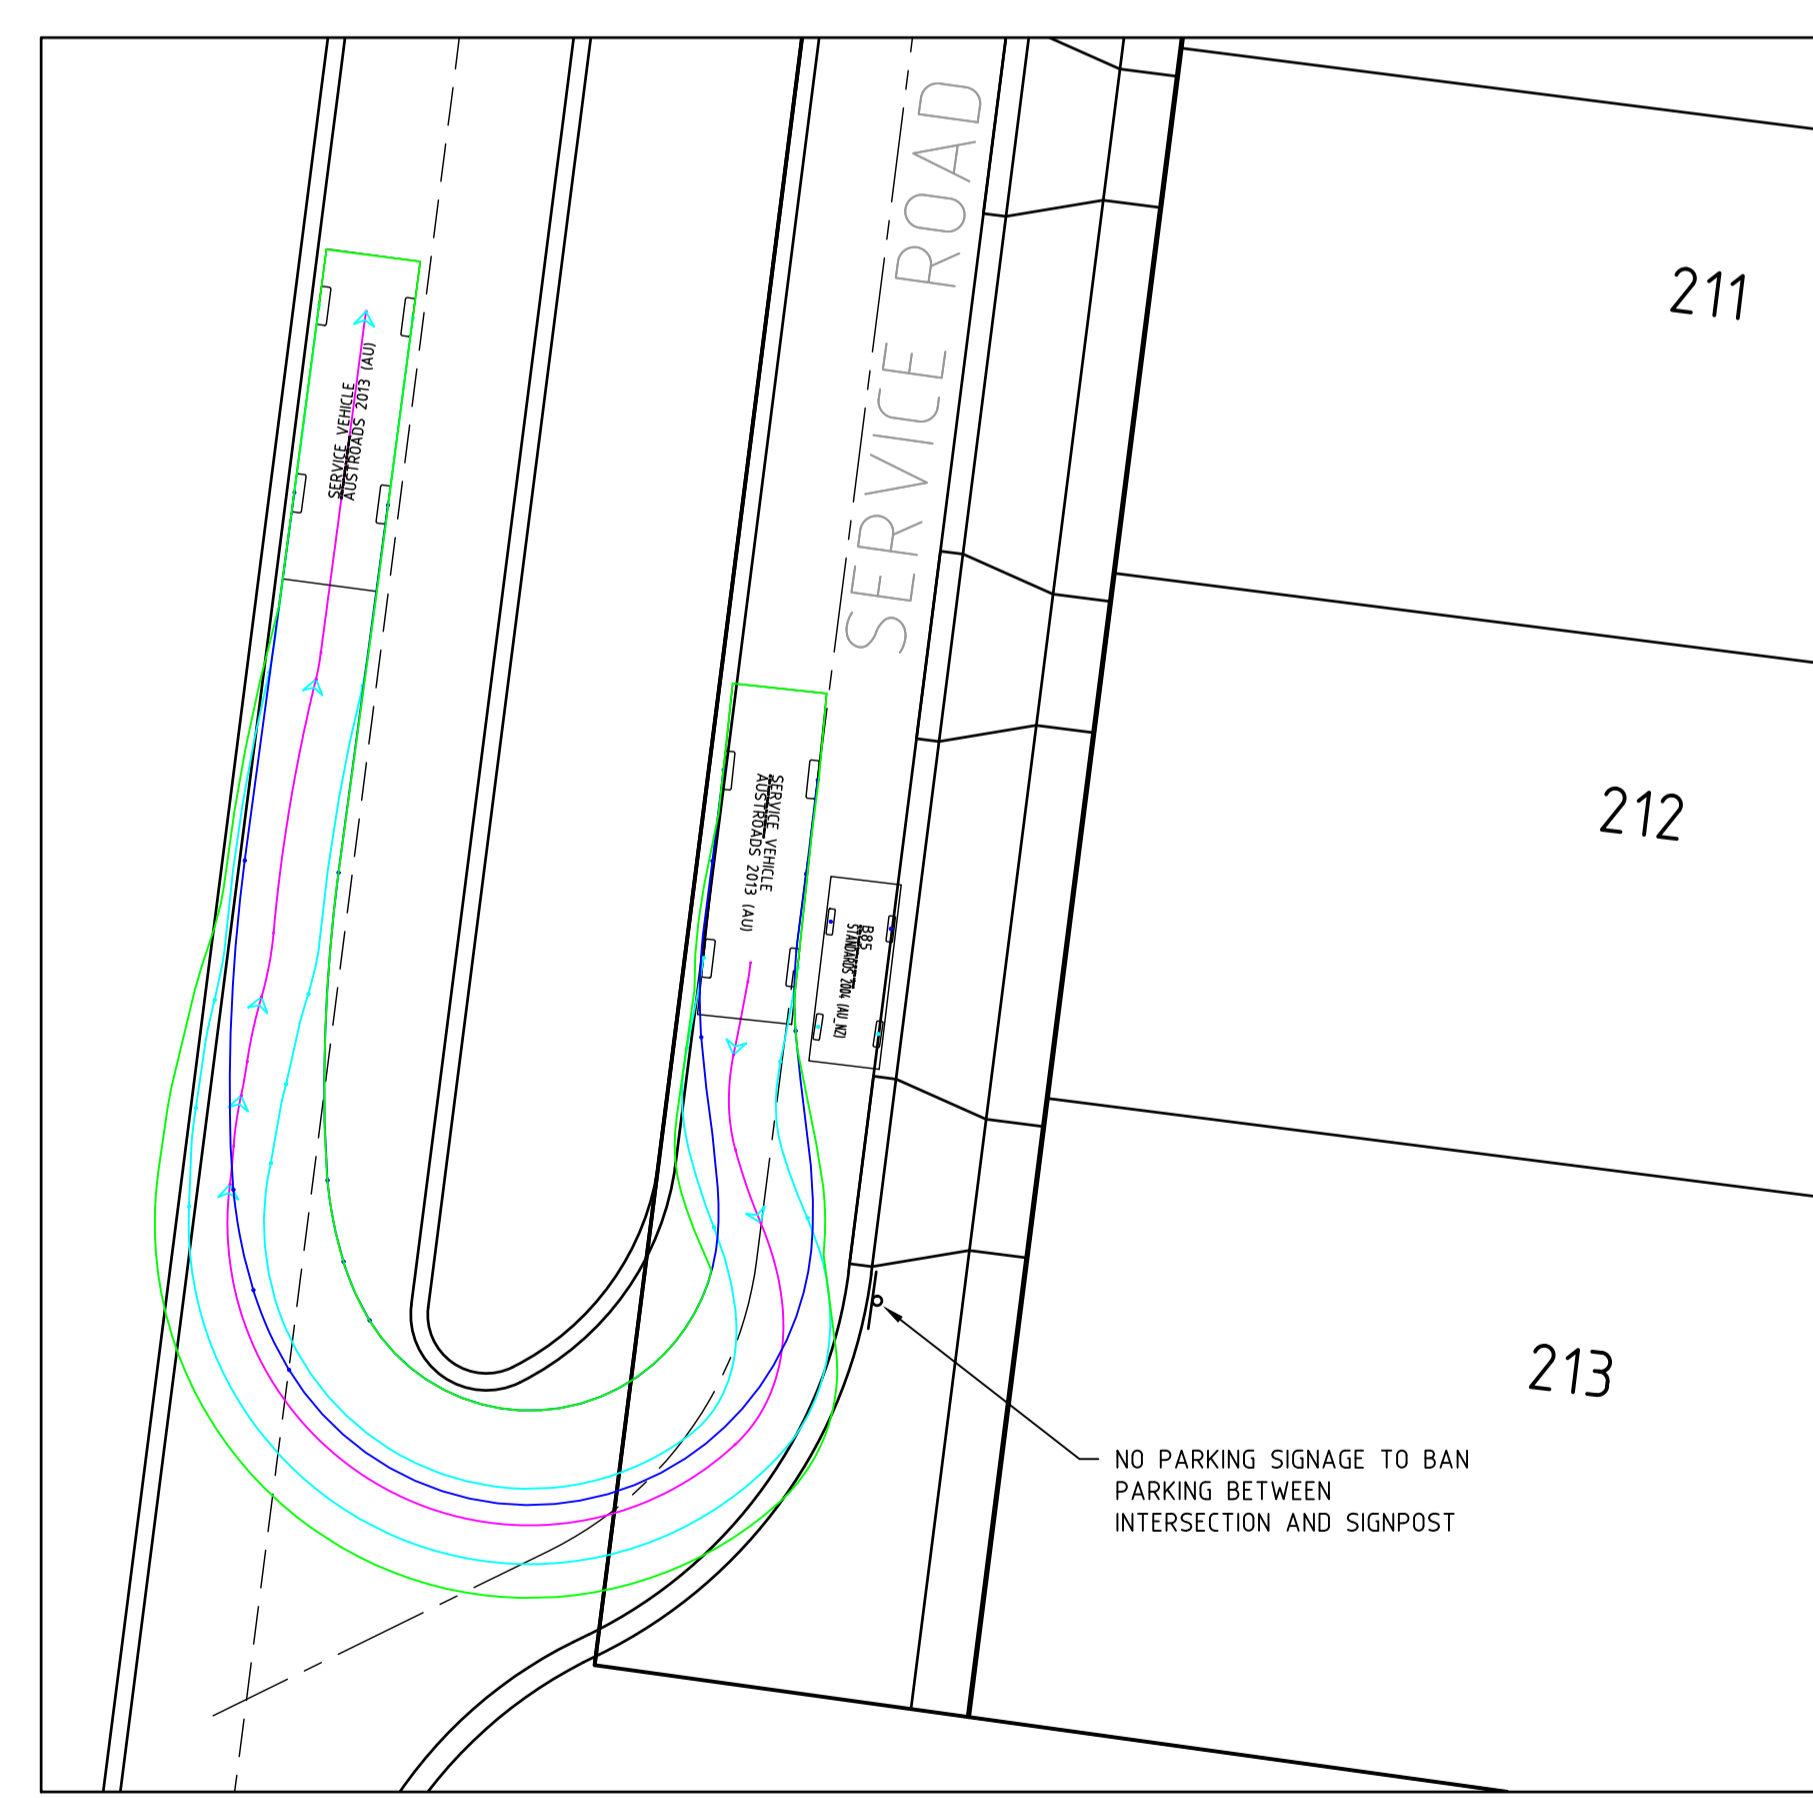 SERVICE ROAD
211
SERVICE VEHICLE
AUSTROADS 2013 (AU)
SERVICE VEHICLE
AUSTROADS 2013 (AU)
212
B85
STANDARDS 2004 (AU_NZ)
213
NO PARKING SIGNAGE TO BAN
PARKING BETWEEN
INTERSECTION AND SIGNPOST